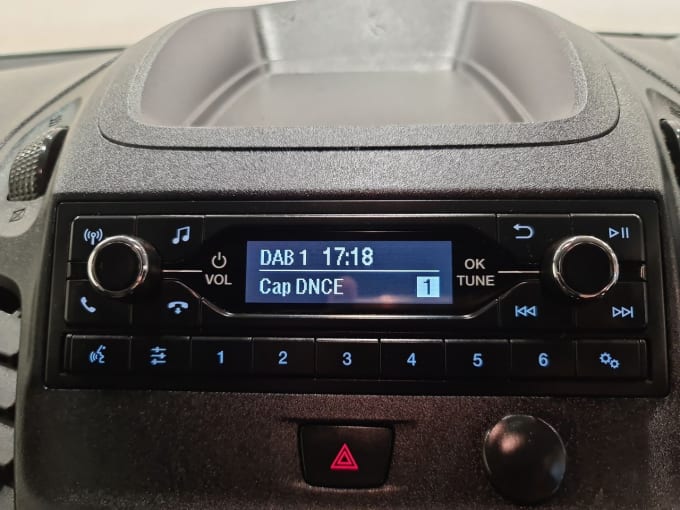 DAB 1 17:18
Cap DNCE 1
VOL
OK
TUNE
1 2 3 4 5 6